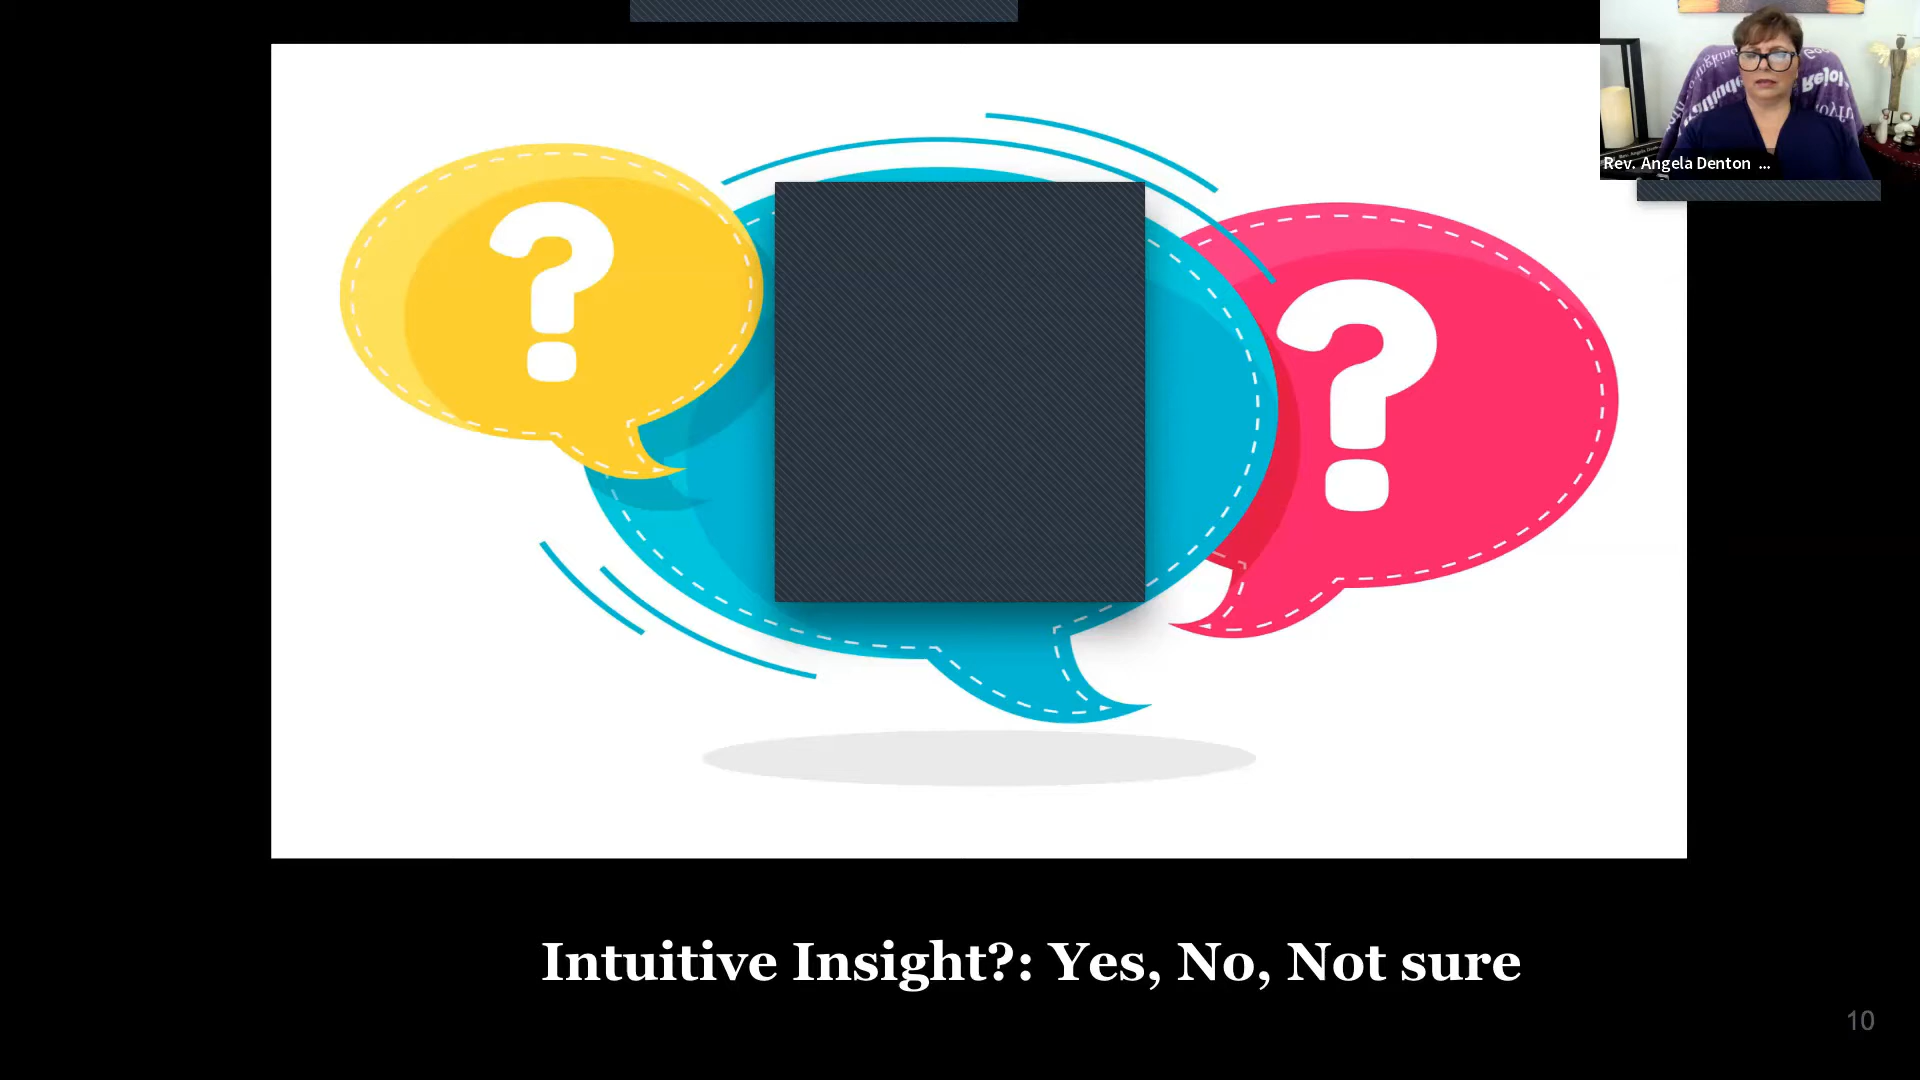 ?
?
Rev. Angela Denton ...
Intuitive Insight?: Yes, No, Not sure
10